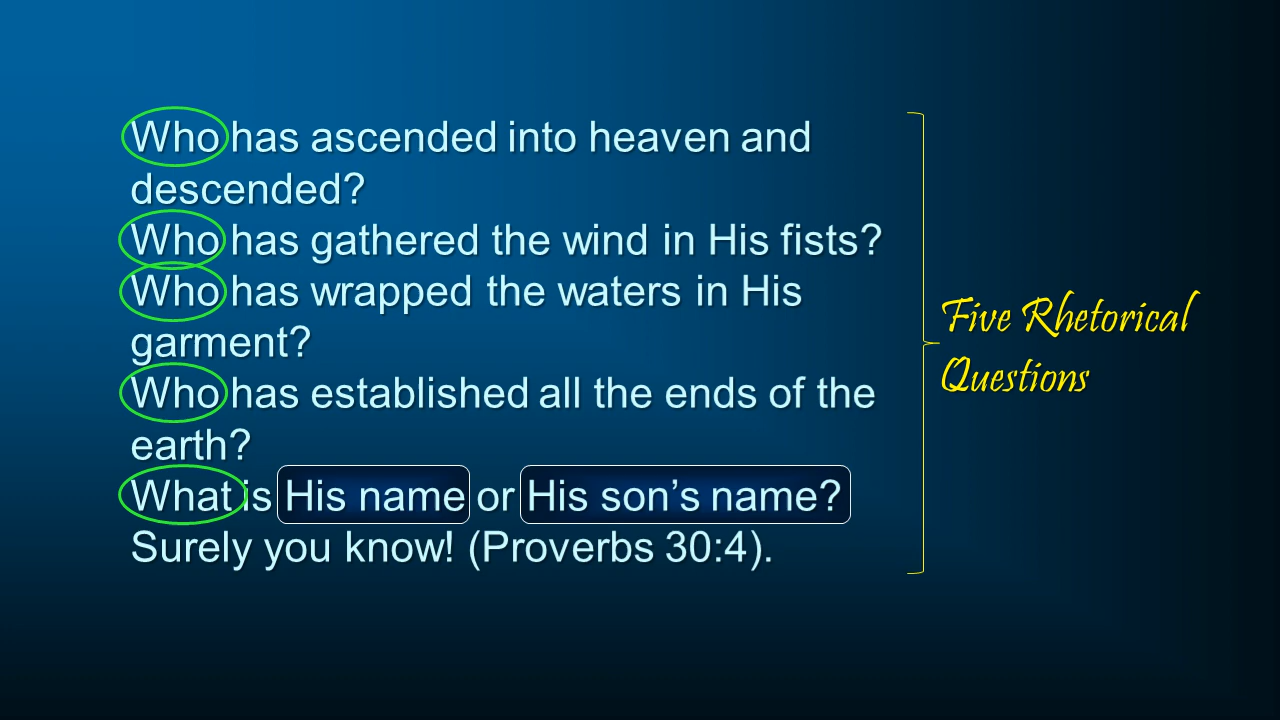 Who has ascended into heaven and
descended?
Who has gathered the wind in His fists?
Who has wrapped the waters in His
garment?
Who has established all the ends of the
earth?
What is His name or His son’s name?
Surely you know! (Proverbs 30:4).
Five Rhetorical
Questions